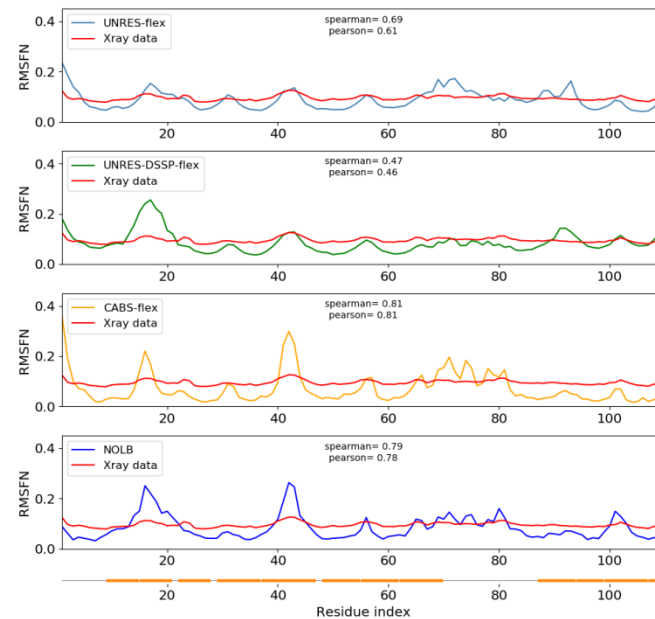 0.4
UNRES-flex
Xray data
spearman= 0.69
pearson= 0.61
RMSFN
0.2
0.0
20
40
60
80
100
0.4
UNRES-DSSP-flex
Xray data
spearman= 0.47
pearson= 0.46
RMSFN
0.2
0.0
20
40
60
80
100
0.4
CABS-flex
Xray data
spearman= 0.81
pearson= 0.81
RMSFN
0.2
0.0
20
40
60
80
100
0.4
NOLB
Xray data
spearman= 0.79
pearson= 0.78
RMSFN
0.2
0.0
20
40
60
80
100
Residue index